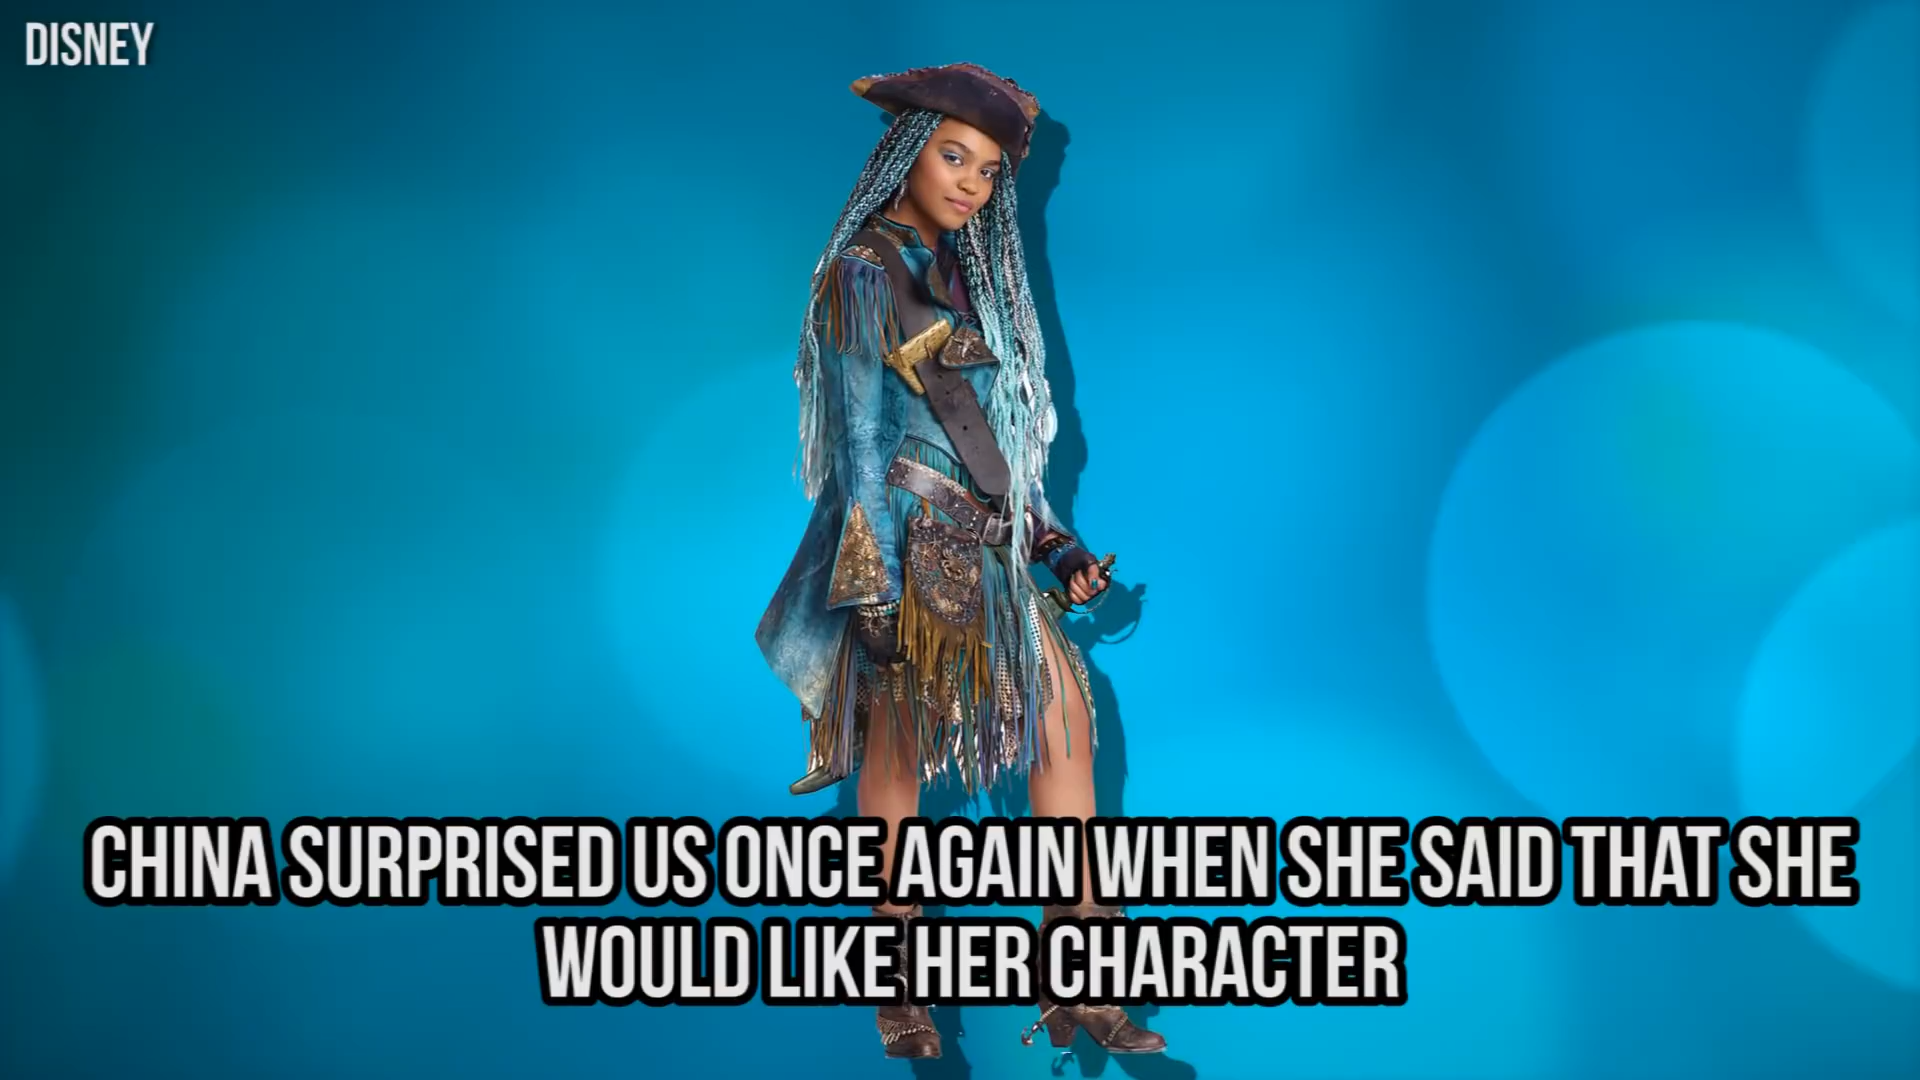 DISNEY
CHINA SURPRISED US ONCE AGAIN WHEN SHE SAID THAT SHE
WOULD LIKE HER CHARACTER